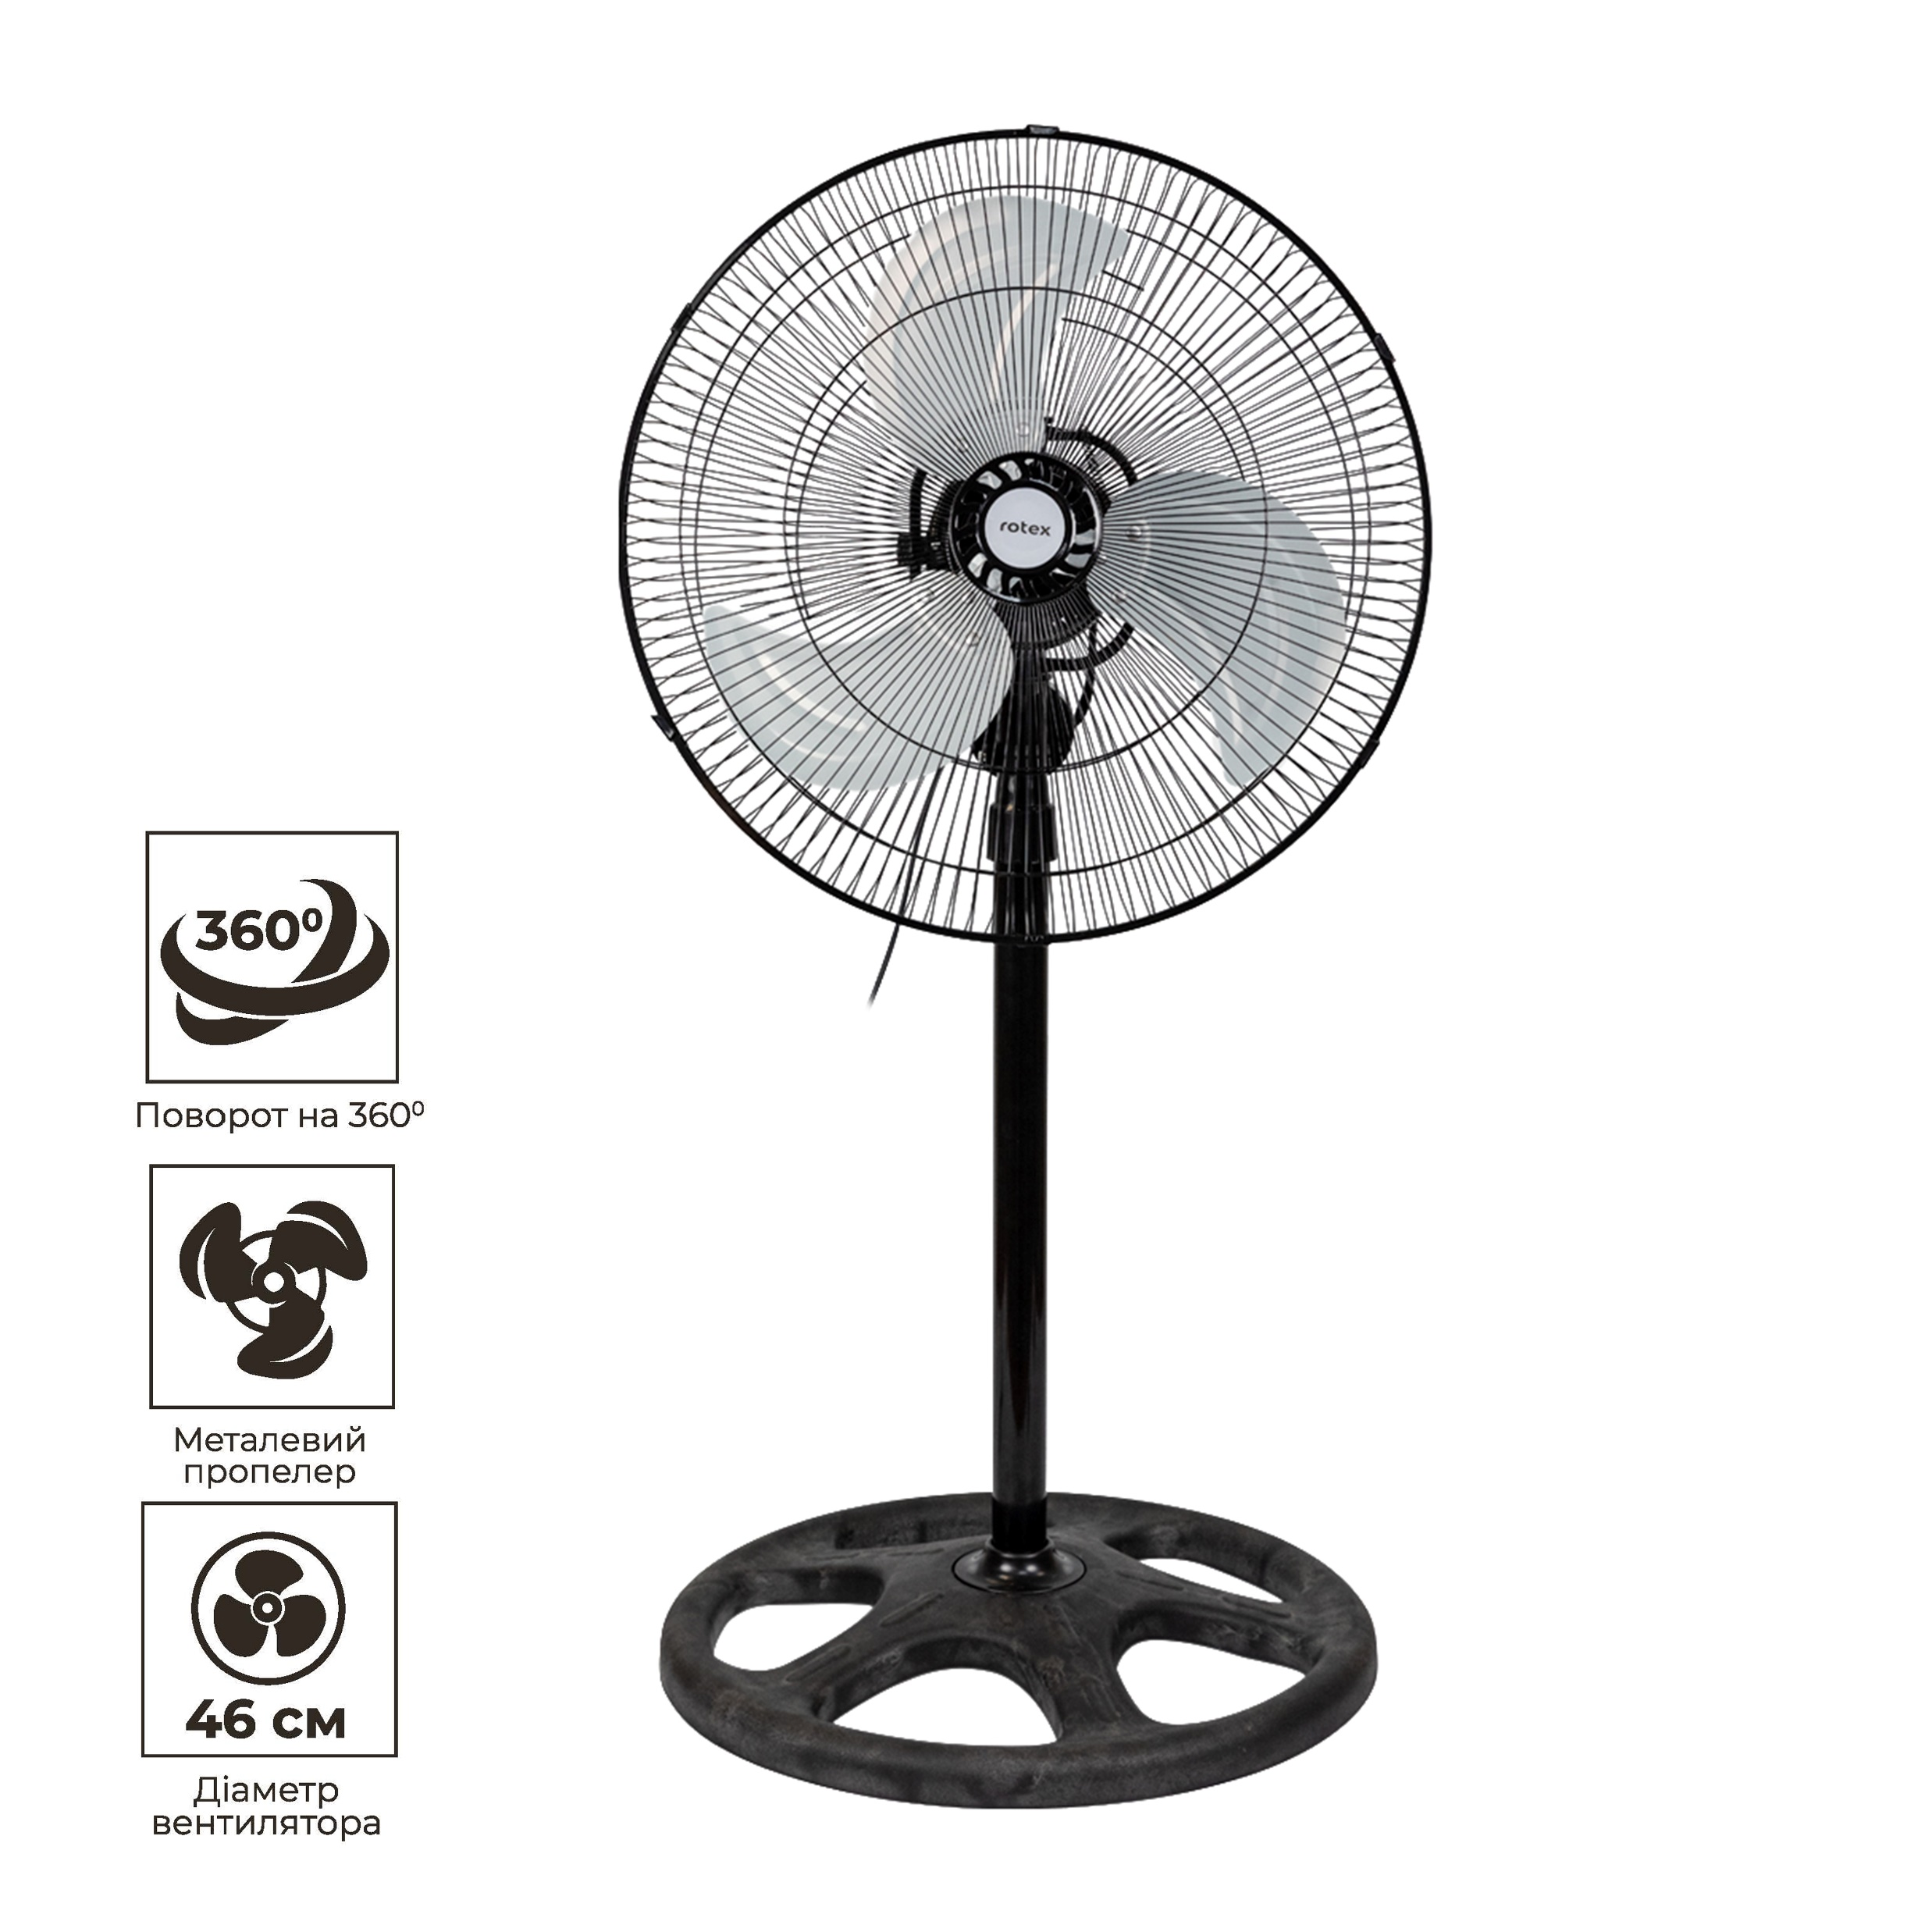 rotex
360⁰
Поворот на 360⁰
Металевий
пропелер
46 см
Діаметр
вентилятора